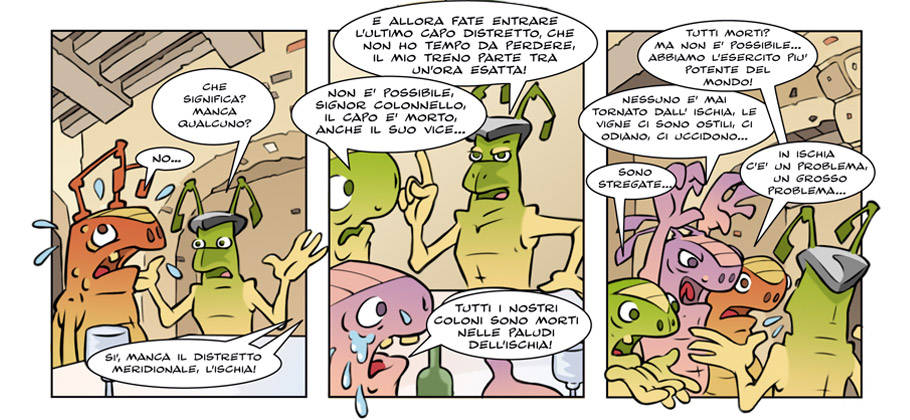 CHE
SIGNIFICA?
MANCA
QUALCUNO?
NO...
SI', MANCA IL DISTRETTO
MERIDIONALE, L'ISCHIA!
E ALLORA FATE ENTRARE
L'ULTIMO CAPO DISTRETTO, CHE
NON HO TEMPO DA PERDERE,
IL MIO TRENO PARTE TRA
UN'ORA ESATTA!
NON E' POSSIBILE,
SIGNOR COLONNELLO,
IL CAPO E' MORTO,
ANCHE IL SUO VICE...
TUTTI I NOSTRI
COLONI SONO MORTI
NELLE PALUDI
DELL'ISCHIA!
TUTTI MORTI?
MA NON E' POSSIBILE...
ABBIAMO L'ESERCITO PIU'
POTENTE DEL
MONDO!
NESSUNO E' MAI
TORNATO DALL' ISCHIA, LE
VIGNE CI SONO OSTILI, CI
ODIANO, CI UCCIDONO...
SONO
STREGATE...
IN ISCHIA
C'E' UN PROBLEMA,
UN GROSSO
PROBLEMA...